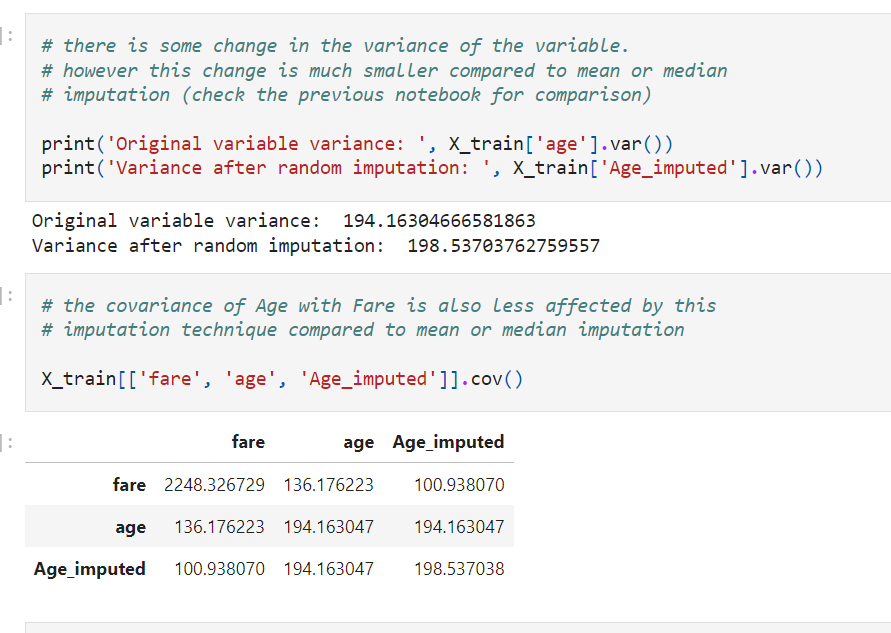 ]:
# there is some change in the variance of the variable.
# however this change is much smaller compared to mean or median
# imputation (check the previous notebook for comparison)
print('Original variable variance: ', X_train['age'].var())
print('Variance after random imputation: ', X_train['Age_imputed'].var())
Original variable variance:  194.16304666581863
Variance after random imputation:  198.53703762759557
]:
# the covariance of Age with Fare is also less affected by this
# imputation technique compared to mean or median imputation
X_train[['fare', 'age', 'Age_imputed']].cov()
]:
fare age Age_imputed
fare 2248.326729 136.176223 100.938070
age 136.176223 194.163047 194.163047
Age_imputed 100.938070 194.163047 198.537038